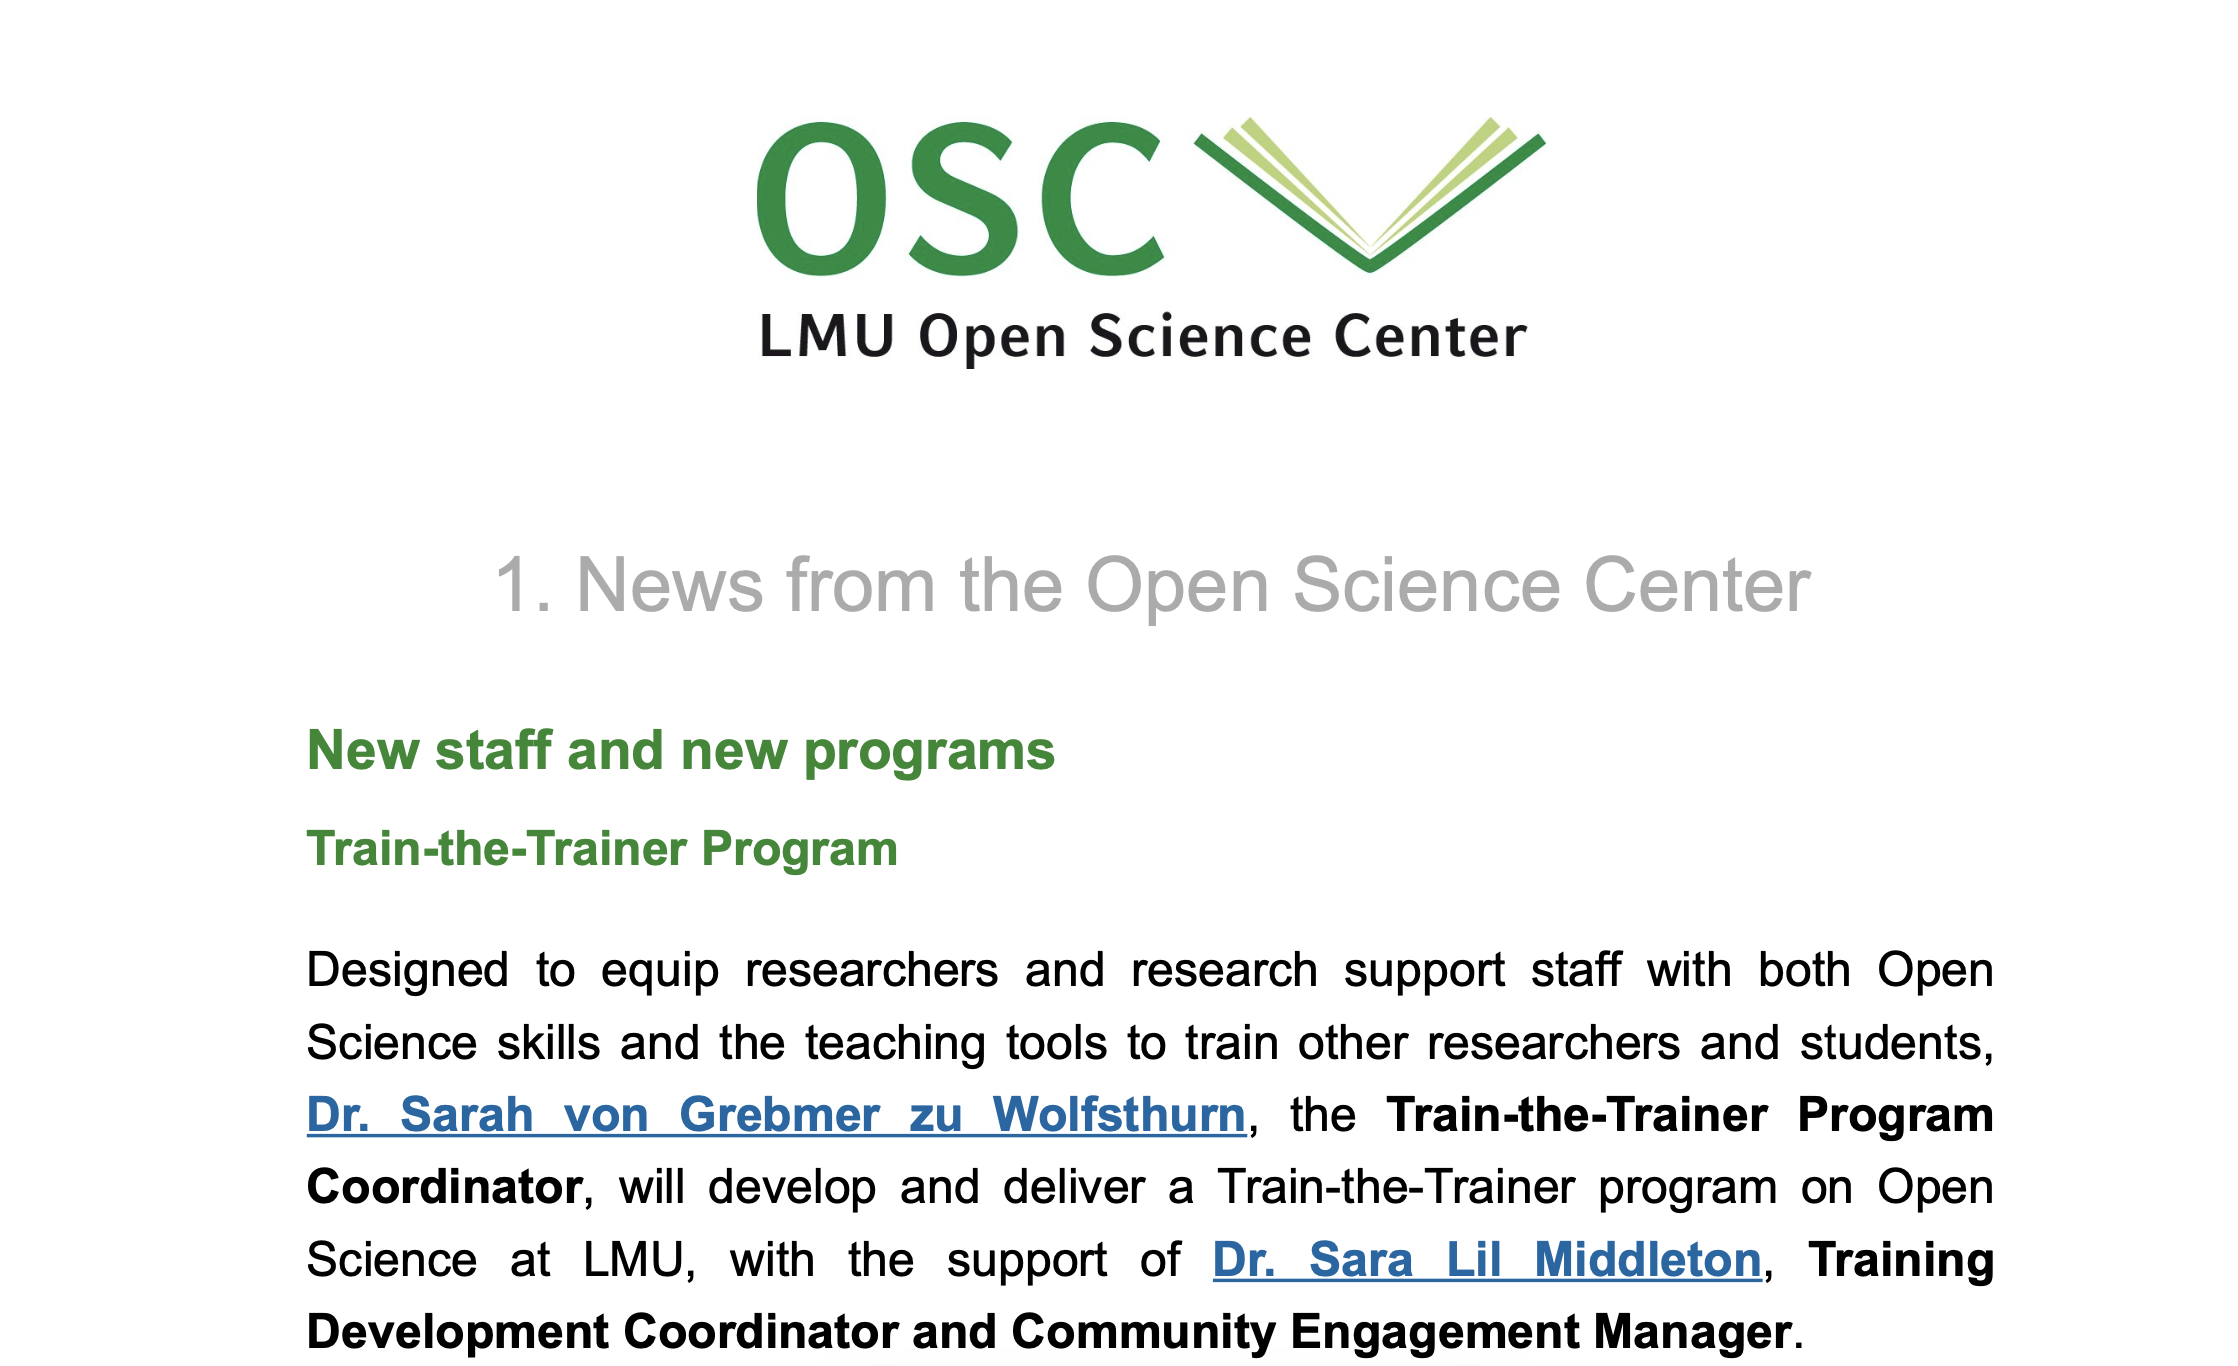 OSC
LMU Open Science Center
1. News from the Open Science Center
New staff and new programs
Train-the-Trainer Program
Designed to equip researchers and research support staff with both Open
Science skills and the teaching tools to train other researchers and students,
Dr. Sarah von Grebmer zu Wolfsthurn, the Train-the-Trainer Program
Coordinator, will develop and deliver a Train-the-Trainer program on Open
Science at LMU, with the support of Dr. Sara Lil Middleton, Training
Development Coordinator and Community Engagement Manager.